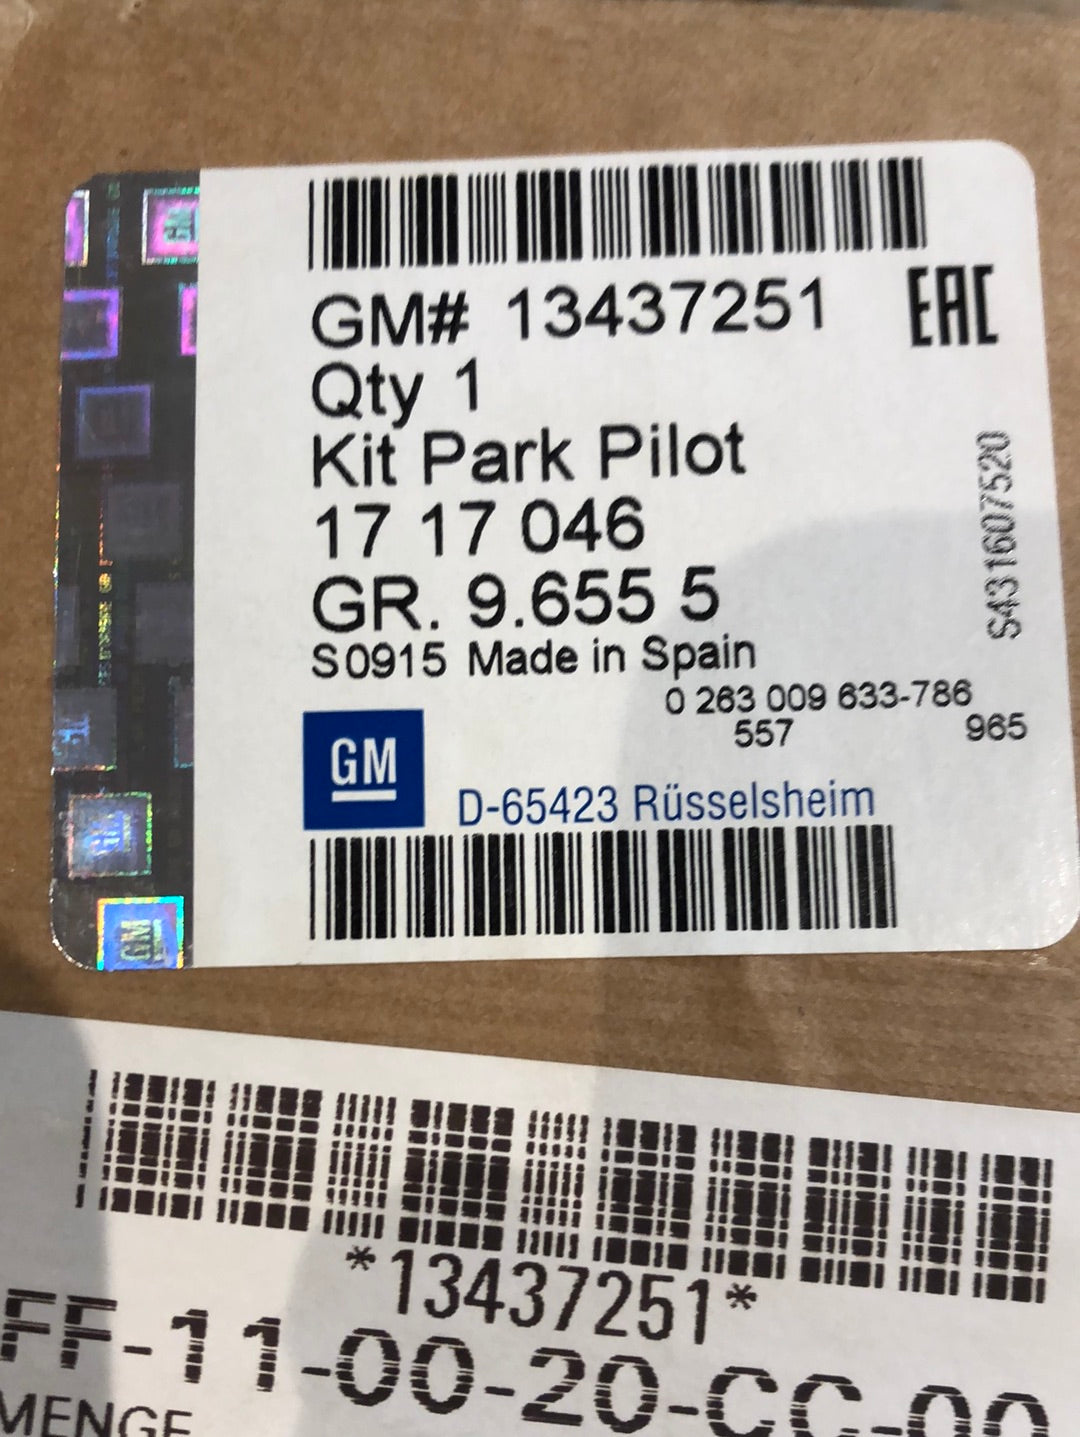 GM# 13437251
EAC
Qty 1
Kit Park Pilot
17 17 046
GR. 9.655 5
S0915 Made in Spain
S431607520
0 263 009 633-786
557 965
GM
D-65423 Rüsselsheim
GM
GM
*13437251*
FF-11-00-20-CC-00
MENGE